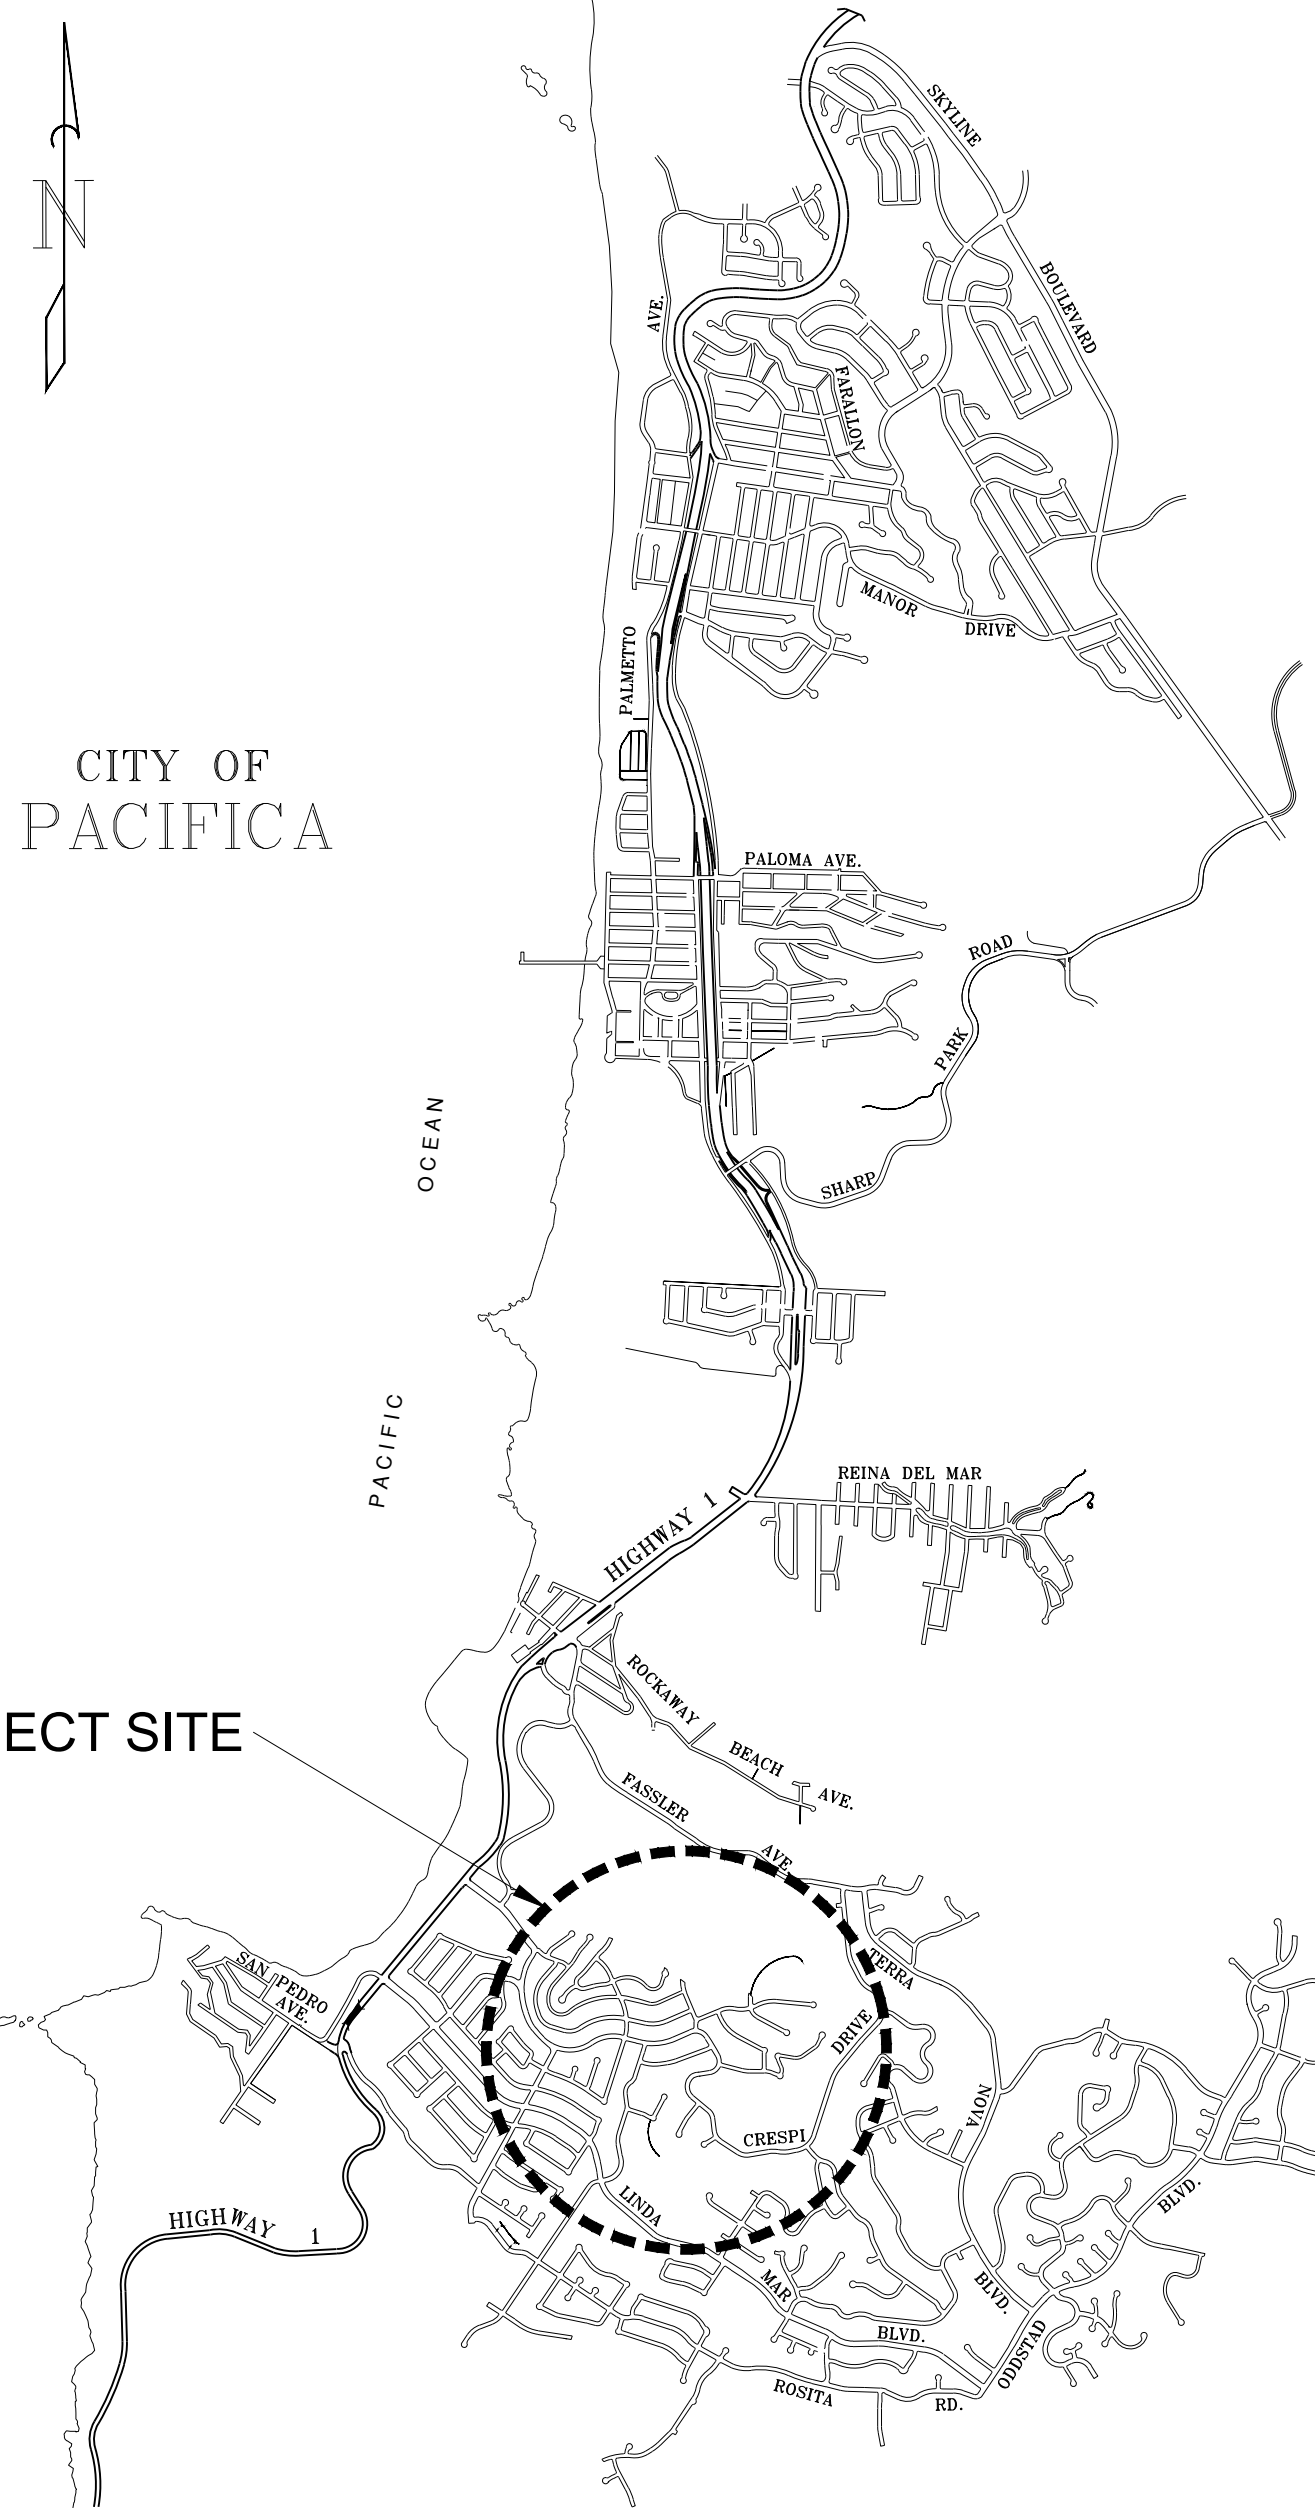 SKYLINE
N
BOULEVARD
AVE.
FARALLON
MANOR
DRIVE
PALMETTO
CITY OF
PACIFICA
PALOMA AVE.
ROAD
PARK
OCEAN
SHARP
PACIFIC
REINA DEL MAR
HIGHWAY 1
ROCKAWAY
ECT SITE
BEACH
AVE.
FASSLER
AVE.
TERRA
SAN PEDRO
AVE.
DRIVE
NOVA
CRESPI
LINDA
BLVD.
HIGHWAY 1
MAR
BLVD.
BLVD.
ODDSTAD
ROSITA
RD.